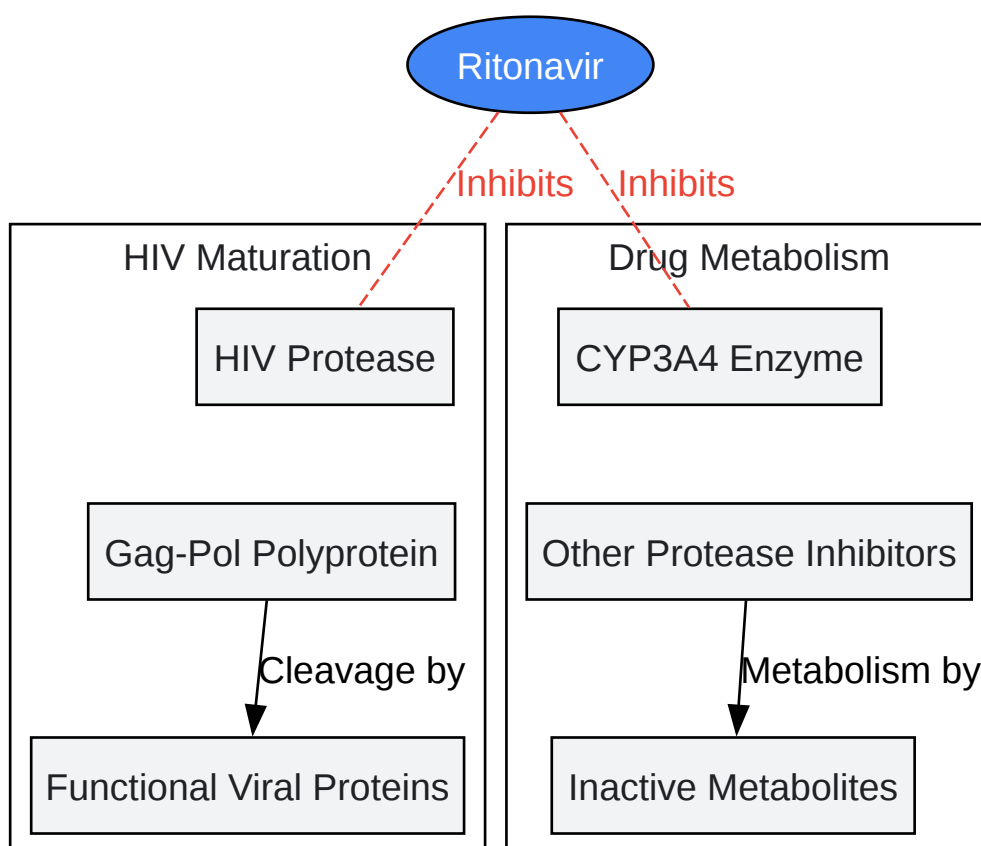 Ritonavir
Inhibits
Inhibits
HIV Maturation
HIV Protease
Gag-Pol Polyprotein
Cleavage by
Functional Viral Proteins
Drug Metabolism
CYP3A4 Enzyme
Other Protease Inhibitors
Metabolism by
Inactive Metabolites